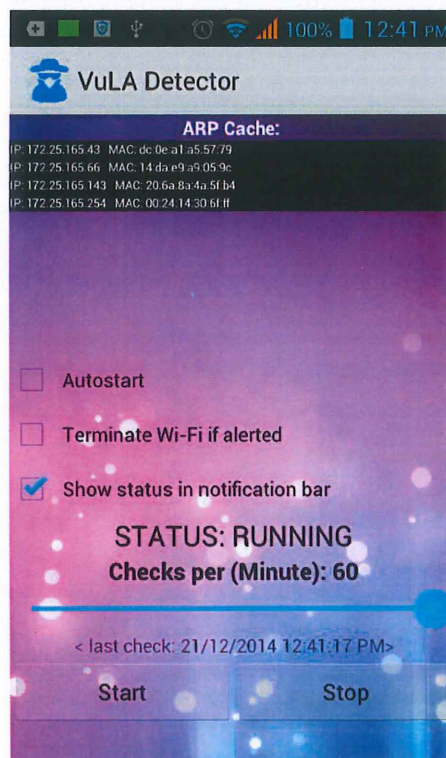 100% 12:41 PM
VuLA Detector
ARP Cache:
IP: 172.25.165.43 MAC: dc:0e:a1:a5:57:79
IP: 172.25.165.66 MAC: 14:da:e9:a9:05:9c
IP: 172.25.165.143 MAC: 20:6a:8a:4a:5f:b4
IP: 172.25.165.254 MAC: 00:24:14:30:6f:ff
Autostart
Terminate Wi-Fi if alerted
Show status in notification bar
STATUS: RUNNING
Checks per (Minute): 60
< last check: 21/12/2014 12:41:17 PM>
Start Stop